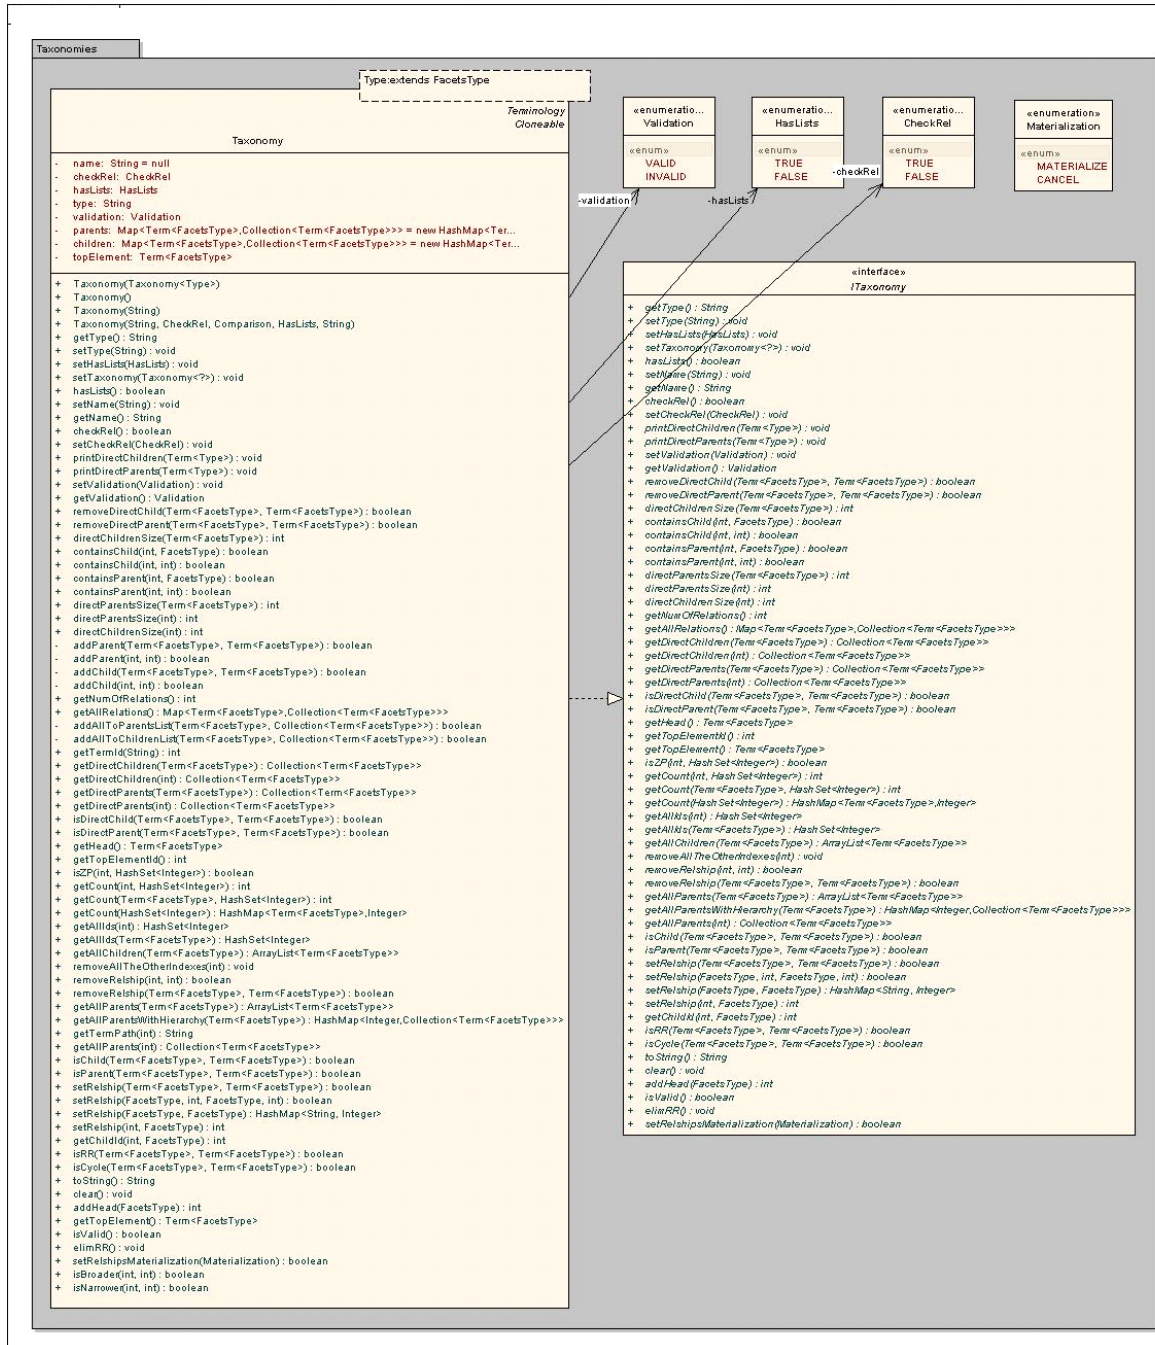 Taxonomies
Type:extends FacetsType
Terminology
Cloneable
Taxonomy
- name: String = null
- checkRel: CheckRel
- hasLists: HasLists
- type: String
- validation: Validation
- parents: Map<Term<FacetsType>,Collection<Term<FacetsType>>> = new HashMap<Ter...
- children: Map<Term<FacetsType>,Collection<Term<FacetsType>>> = new HashMap<Ter...
- topElement: Term<FacetsType>
+ Taxonomy(Taxonomy<Type>)
+ Taxonomy()
+ Taxonomy(String)
+ Taxonomy(String, CheckRel, Comparison, HasLists, String)
+ getType() : String
+ setType(String) : void
+ setHasLists(HasLists) : void
+ setTaxonomy(Taxonomy<?>) : void
+ hasLists() : boolean
+ setName(String) : void
+ getName() : String
+ checkRel() : boolean
+ setCheckRel(CheckRel) : void
+ printDirectChildren(Term<Type>) : void
+ printDirectParents(Term<Type>) : void
+ setValidation(Validation) : void
+ getValidation() : Validation
+ removeDirectChild(Term<FacetsType>, Term<FacetsType>) : boolean
+ removeDirectParent(Term<FacetsType>, Term<FacetsType>) : boolean
+ directChildrenSize(Term<FacetsType>) : int
+ containsChild(int, FacetsType) : boolean
+ containsChild(int, int) : boolean
+ containsParent(int, FacetsType) : boolean
+ containsParent(int, int) : boolean
+ directParentsSize(Term<FacetsType>) : int
+ directParentsSize(int) : int
+ directChildrenSize(int) : int
- addParent(Term<FacetsType>, Term<FacetsType>) : boolean
- addParent(int, int) : boolean
- addChild(Term<FacetsType>, Term<FacetsType>) : boolean
- addChild(int, int) : boolean
+ getNumOfRelations() : int
+ getAllRelations() : Map<Term<FacetsType>,Collection<Term<FacetsType>>>
- addAllToParentsList(Term<FacetsType>, Collection<Term<FacetsType>>) : boolean
- addAllToChildrenList(Term<FacetsType>, Collection<Term<FacetsType>>) : boolean
+ getTermId(String) : int
+ getDirectChildren(Term<FacetsType>) : Collection<Term<FacetsType>>
+ getDirectChildren(int) : Collection<Term<FacetsType>>
+ getDirectParents(Term<FacetsType>) : Collection<Term<FacetsType>>
+ getDirectParents(int) : Collection<Term<FacetsType>>
+ isDirectChild(Term<FacetsType>, Term<FacetsType>) : boolean
+ isDirectParent(Term<FacetsType>, Term<FacetsType>) : boolean
+ getHead() : Term<FacetsType>
+ getTopElementId() : int
+ isZP(int, HashSet<Integer>) : boolean
+ getCount(int, HashSet<Integer>) : int
+ getCount(Term<FacetsType>, HashSet<Integer>) : int
+ getCount(HashSet<Integer>) : HashMap<Term<FacetsType>,Integer>
+ getAllIds(int) : HashSet<Integer>
+ getAllIds(Term<FacetsType>) : HashSet<Integer>
+ getAllChildren(Term<FacetsType>) : ArrayList<Term<FacetsType>>
+ removeAllTheOtherIndexes(int) : void
+ removeRelship(int, int) : boolean
+ removeRelship(Term<FacetsType>, Term<FacetsType>) : boolean
+ getAllParents(Term<FacetsType>) : ArrayList<Term<FacetsType>>
+ getAllParentsWithHierarchy(Term<FacetsType>) : HashMap<Integer,Collection<Term<FacetsType>>>
+ getTermPath(int) : String
+ getAllParents(int) : Collection<Term<FacetsType>>
+ isChild(Term<FacetsType>, Term<FacetsType>) : boolean
+ isParent(Term<FacetsType>, Term<FacetsType>) : boolean
+ setRelship(Term<FacetsType>, Term<FacetsType>) : boolean
+ setRelship(FacetsType, int, FacetsType, int) : boolean
+ setRelship(FacetsType, FacetsType) : HashMap<String, Integer>
+ setRelship(int, FacetsType) : int
+ getChildId(int, FacetsType) : int
+ isRR(Term<FacetsType>, Term<FacetsType>) : boolean
+ isCycle(Term<FacetsType>, Term<FacetsType>) : boolean
+ toString() : String
+ clear() : void
+ addHead(FacetsType) : int
+ getTopElement() : Term<FacetsType>
+ isValid() : boolean
+ elimRR() : void
+ setRelshipsMaterialization(Materialization) : boolean
+ isBroader(int, int) : boolean
+ isNarrower(int, int) : boolean
«enumeratio...
Validation
«enum»
VALID
INVALID
«enumeratio...
HasLists
«enum»
TRUE
FALSE
«enumeratio...
CheckRel
«enum»
TRUE
FALSE
«enumeration»
Materialization
«enum»
MATERIALIZE
CANCEL
-validation
-hasLists
-checkRel
«interface»
ITaxonomy
+ getType() : String
+ setType(String) : void
+ setHasLists(HasLists) : void
+ setTaxonomy(Taxonomy<?>) : void
+ hasLists() : boolean
+ setName(String) : void
+ getName() : String
+ checkRel() : boolean
+ setCheckRel(CheckRel) : void
+ printDirectChildren(Term<Type>) : void
+ printDirectParents(Term<Type>) : void
+ setValidation(Validation) : void
+ getValidation() : Validation
+ removeDirectChild(Term<FacetsType>, Term<FacetsType>) : boolean
+ removeDirectParent(Term<FacetsType>, Term<FacetsType>) : boolean
+ directChildrenSize(Term<FacetsType>) : int
+ containsChild(int, FacetsType) : boolean
+ containsChild(int, int) : boolean
+ containsParent(int, FacetsType) : boolean
+ containsParent(int, int) : boolean
+ directParentsSize(Term<FacetsType>) : int
+ directParentsSize(int) : int
+ directChildrenSize(int) : int
+ getNumOfRelations() : int
+ getAllRelations() : Map<Term<FacetsType>,Collection<Term<FacetsType>>>
+ getDirectChildren(Term<FacetsType>) : Collection<Term<FacetsType>>
+ getDirectChildren(int) : Collection<Term<FacetsType>>
+ getDirectParents(Term<FacetsType>) : Collection<Term<FacetsType>>
+ getDirectParents(int) : Collection<Term<FacetsType>>
+ isDirectChild(Term<FacetsType>, Term<FacetsType>) : boolean
+ isDirectParent(Term<FacetsType>, Term<FacetsType>) : boolean
+ getHead() : Term<FacetsType>
+ getTopElementId() : int
+ getTopElement() : Term<FacetsType>
+ isZP(int, HashSet<Integer>) : boolean
+ getCount(int, HashSet<Integer>) : int
+ getCount(Term<FacetsType>, HashSet<Integer>) : int
+ getCount(HashSet<Integer>) : HashMap<Term<FacetsType>,Integer>
+ getAllIds(int) : HashSet<Integer>
+ getAllIds(Term<FacetsType>) : HashSet<Integer>
+ getAllChildren(Term<FacetsType>) : ArrayList<Term<FacetsType>>
+ removeAllTheOtherIndexes(int) : void
+ removeRelship(int, int) : boolean
+ removeRelship(Term<FacetsType>, Term<FacetsType>) : boolean
+ getAllParents(Term<FacetsType>) : ArrayList<Term<FacetsType>>
+ getAllParentsWithHierarchy(Term<FacetsType>) : HashMap<Integer,Collection<Term<FacetsType>>>
+ getAllParents(int) : Collection<Term<FacetsType>>
+ isChild(Term<FacetsType>, Term<FacetsType>) : boolean
+ isParent(Term<FacetsType>, Term<FacetsType>) : boolean
+ setRelship(Term<FacetsType>, Term<FacetsType>) : boolean
+ setRelship(FacetsType, int, FacetsType, int) : boolean
+ setRelship(FacetsType, FacetsType) : HashMap<String, Integer>
+ setRelship(int, FacetsType) : int
+ getChildId(int, FacetsType) : int
+ isRR(Term<FacetsType>, Term<FacetsType>) : boolean
+ isCycle(Term<FacetsType>, Term<FacetsType>) : boolean
+ toString() : String
+ clear() : void
+ addHead(FacetsType) : int
+ isValid() : boolean
+ elimRR() : void
+ setRelshipsMaterialization(Materialization) : boolean